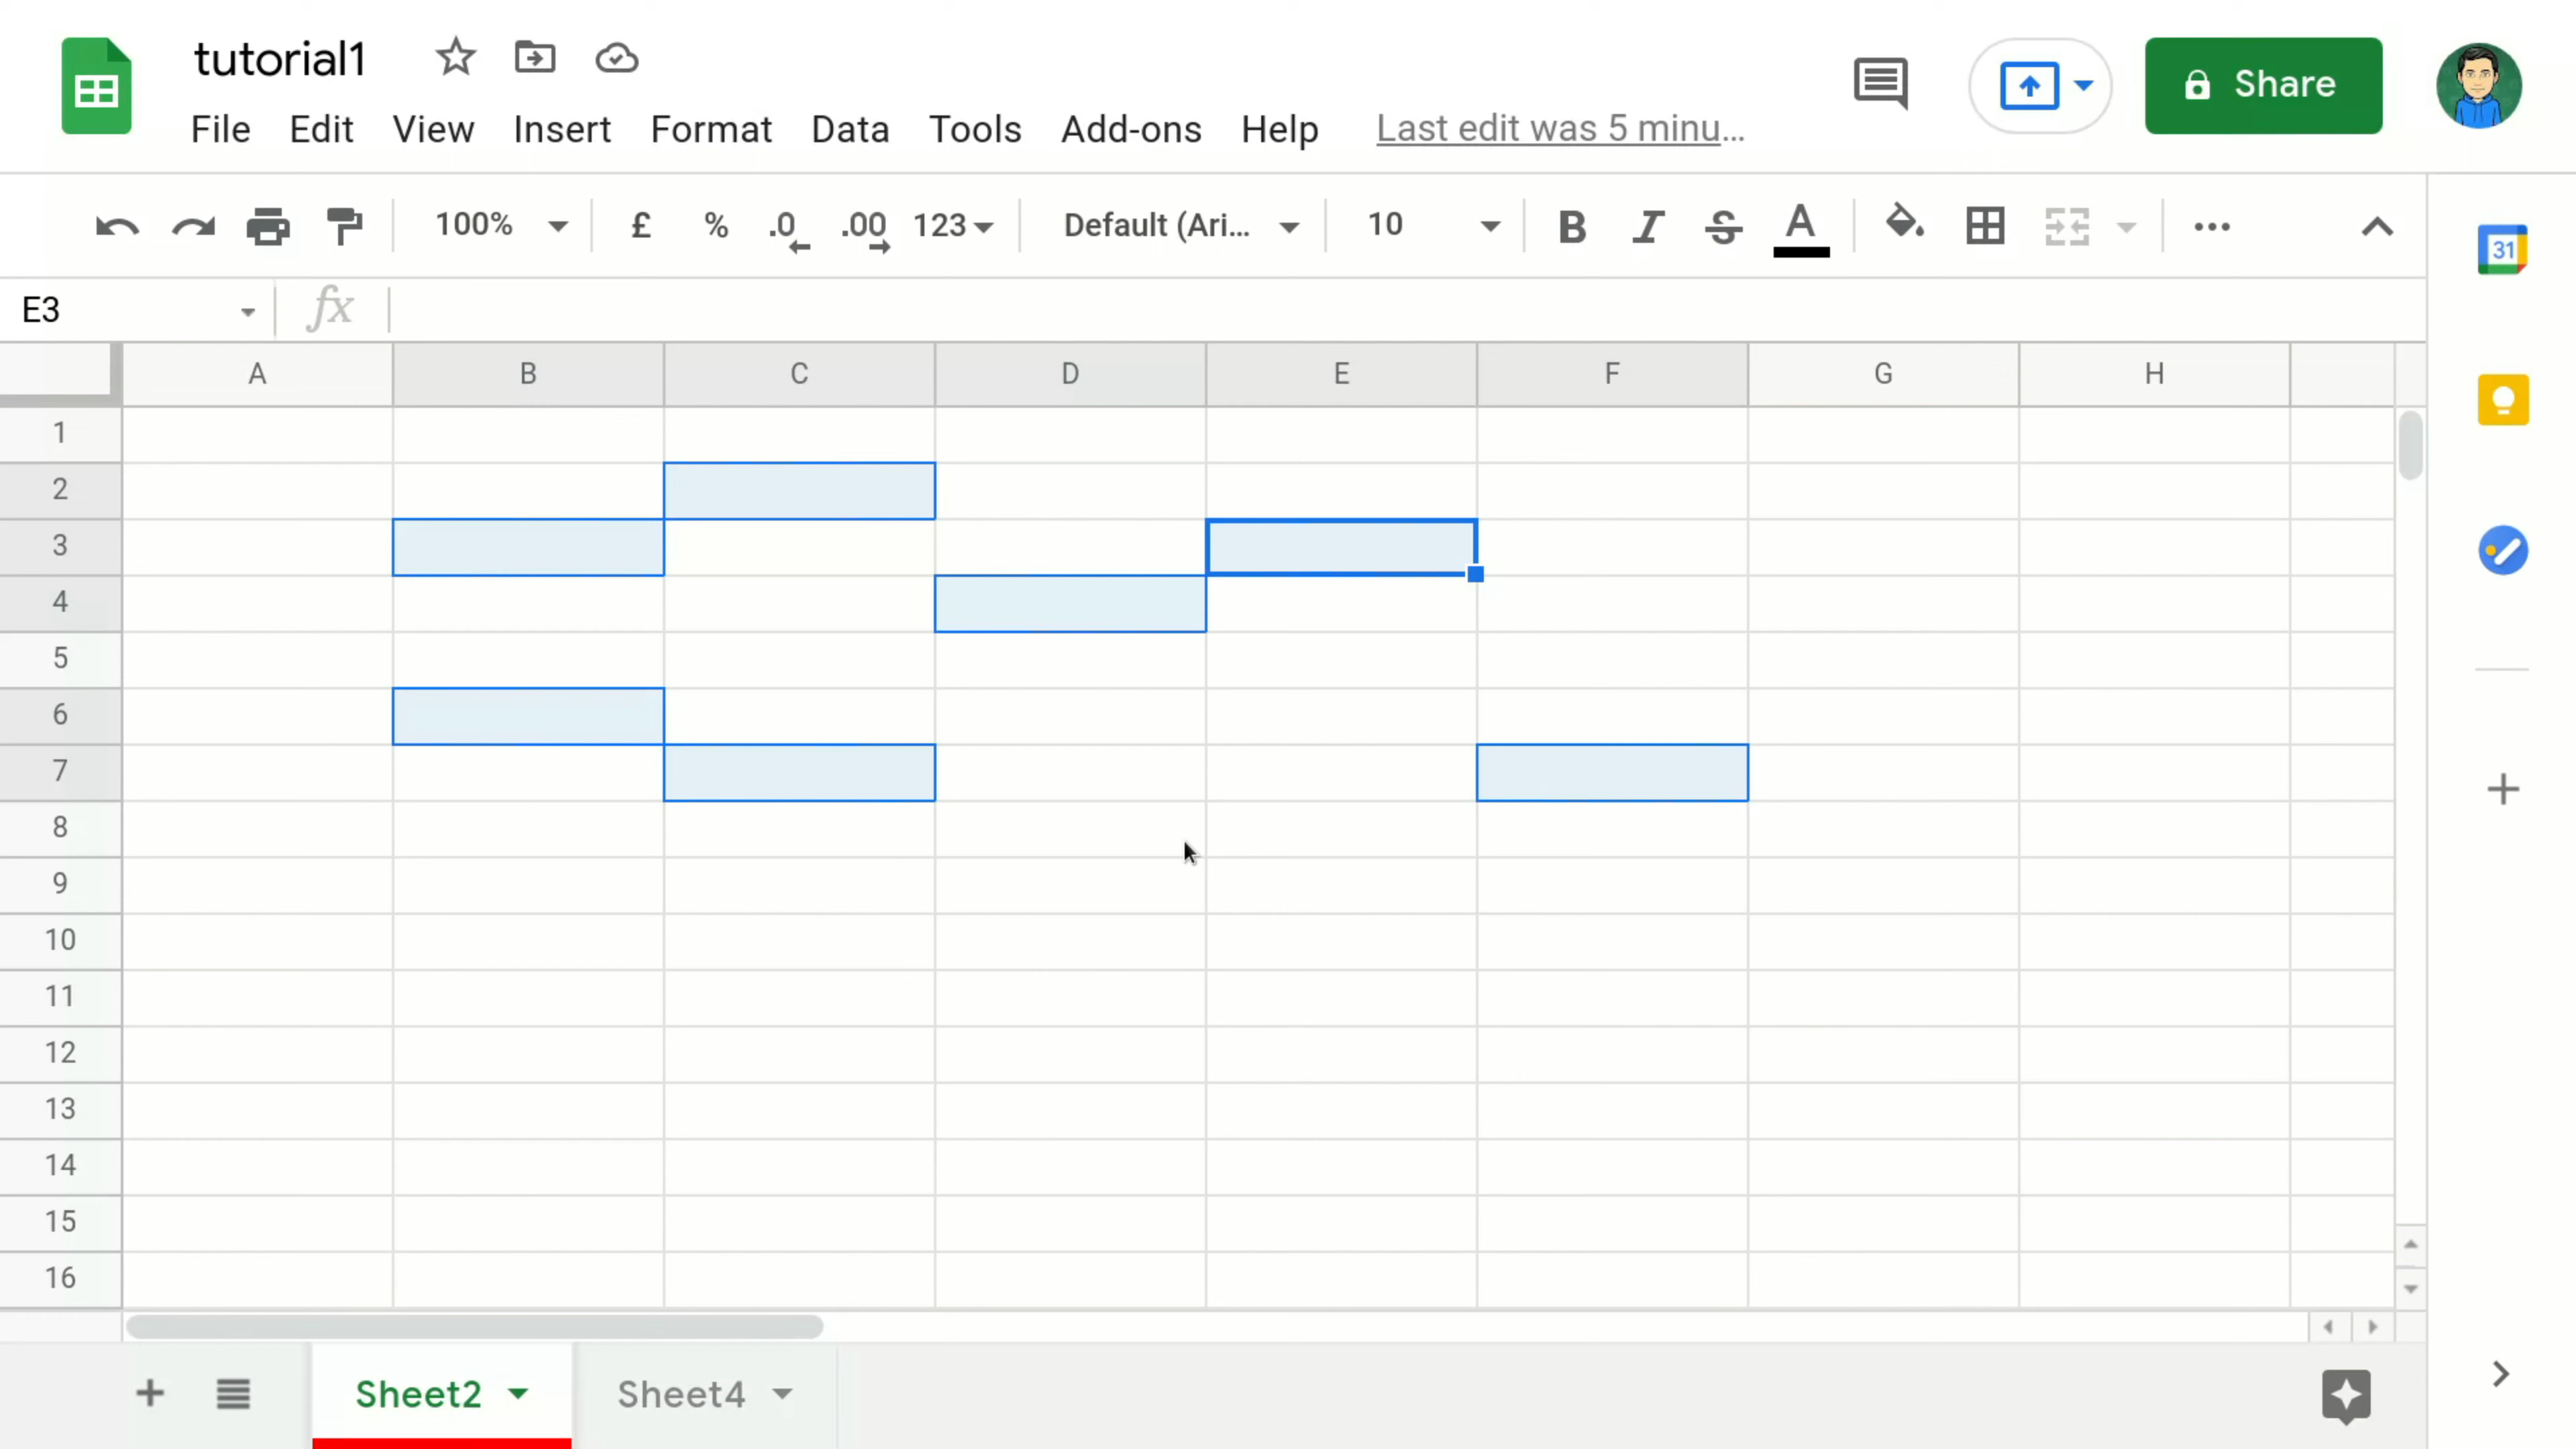 tutorial1
Share
File Edit View Insert Format Data Tools Add-ons Help Last edit was 5 minu...
100% £ % .0 .00 123 Default (Ari... 10 B I S A
31
E3 fx
A B C D E F G H
1
2
3
4
5
6
7
8
9
10
11
12
13
14
15
16
Sheet2 Sheet4